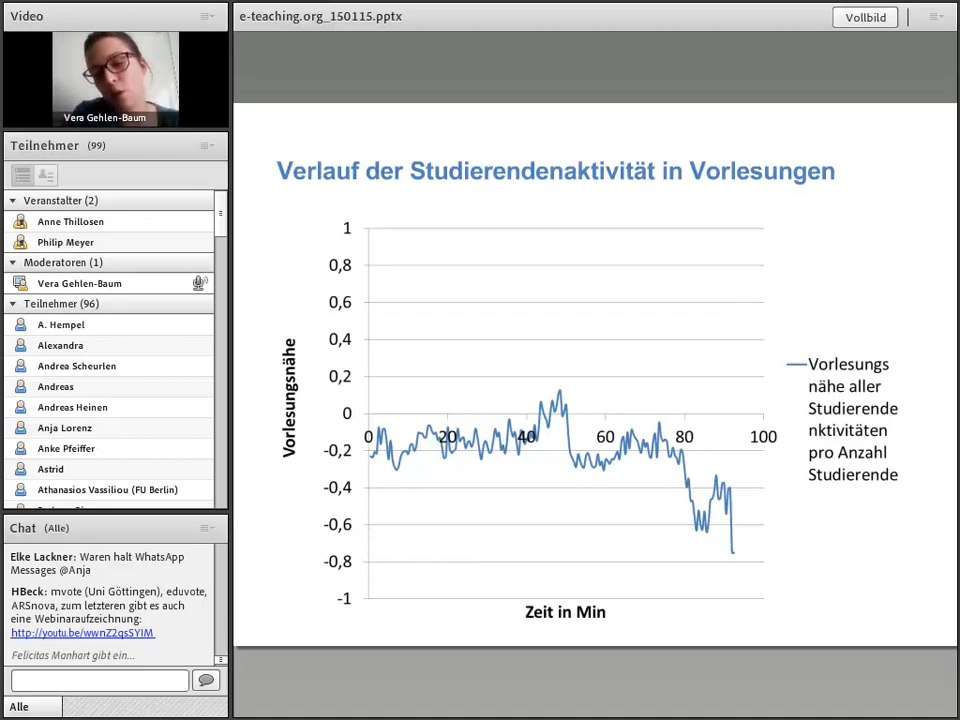 Video
Vera Gehlen-Baum
Teilnehmer (99)
Veranstalter (2)
Anne Thillosen
Philip Meyer
Moderatoren (1)
Vera Gehlen-Baum
Teilnehmer (96)
A. Hempel
Alexandra
Andrea Scheurlen
Andreas
Andreas Heinen
Anja Lorenz
Anke Pfeiffer
Astrid
Athanasios Vassiliou (FU Berlin)
Chat (Alle)
Elke Lackner: Waren halt WhatsApp
Messages @Anja
HBeck: mvote (Uni Göttingen), eduvote,
ARSnova, zum letzteren gibt es auch
eine Webinaraufzeichnung:
http://youtu.be/wwnZ2qsSYIM
Felicitas Manhart gibt ein...
Alle
e-teaching.org_150115.pptx
Vollbild
Verlauf der Studierendenaktivität in Vorlesungen
1
0,8
0,6
0,4
0,2
0
-0,2
-0,4
-0,6
-0,8
-1
Vorlesungsnähe
0 20 40 60 80 100
Zeit in Min
Vorlesungs
nähe aller
Studierende
nktivitäten
pro Anzahl
Studierende